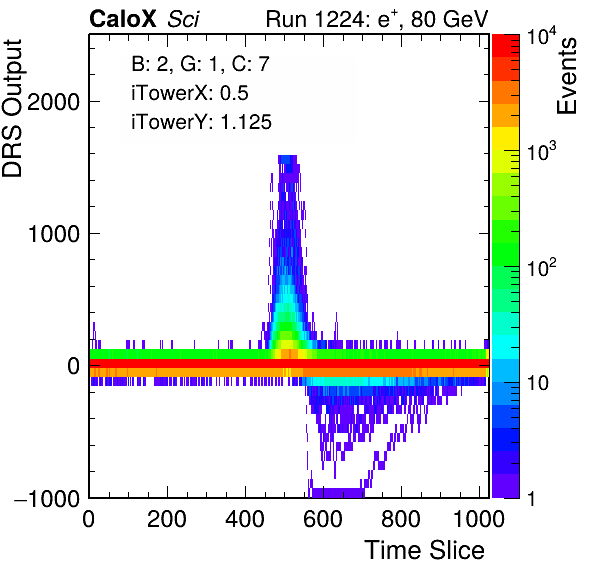 CaloX Sci Run 1224: e⁺, 80 GeV
B: 2, G: 1, C: 7
iTowerX: 0.5
iTowerY: 1.125
DRS Output
2000
1000
0
−1000
0 200 400 600 800 1000
Time Slice
Events
10⁴
10³
10²
10
1